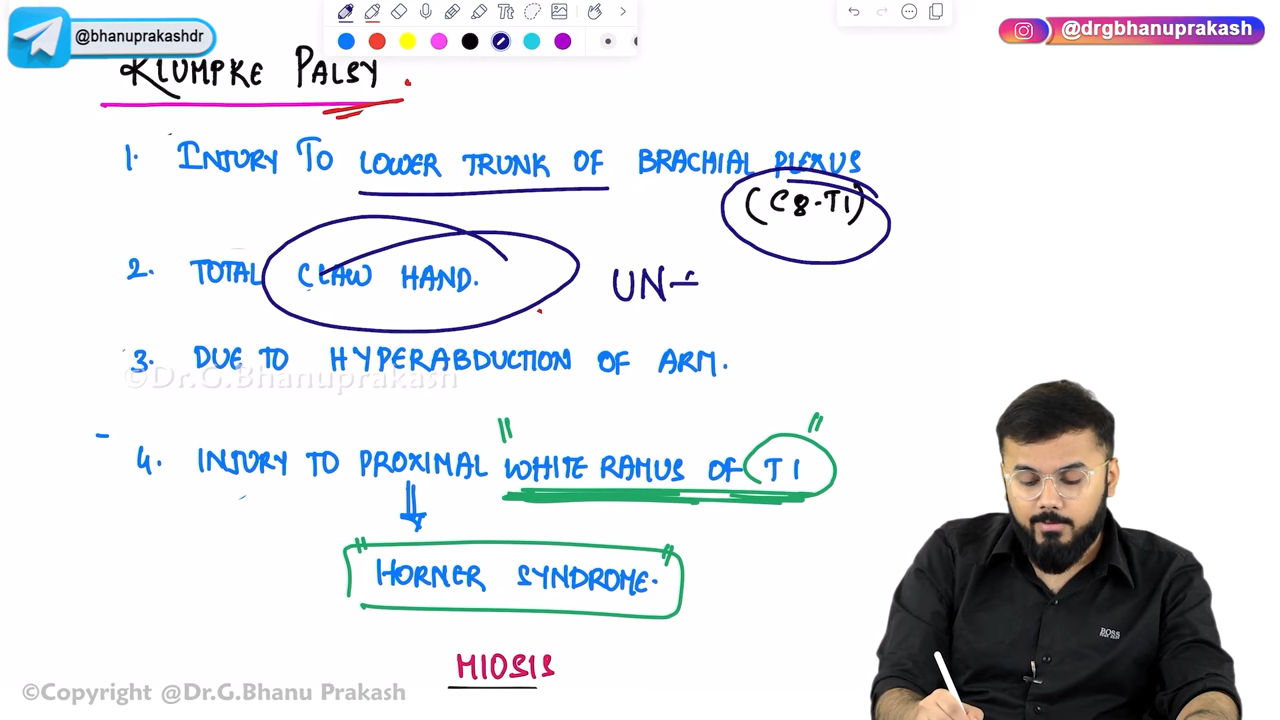 @bhanuprakashdr
@drgbhanuprakash
KLUMPKE PALSY.
1. INJURY TO LOWER TRUNK OF BRACHIAL PLEXUS
(C8-T1)
2. TOTAL CLAW HAND.
UN-
3. DUE TO HYPERABDUCTION OF ARM.
©Dr.G.Bhanuprakash
4. INJURY TO PROXIMAL "WHITE RAMUS OF T1"
"HORNER SYNDROME."
MIOSIS
BOSS
©Copyright @Dr.G.Bhanu Prakash